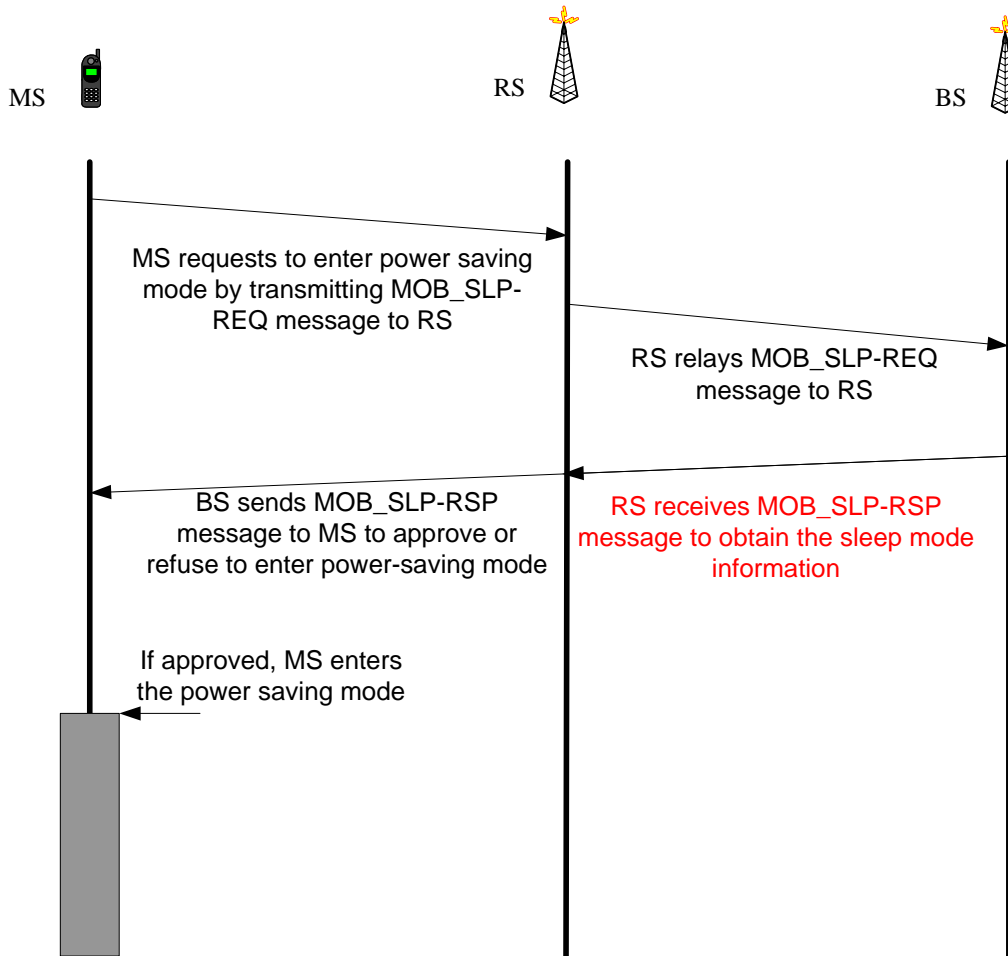 MS
RS
BS
MS requests to enter power saving
mode by transmitting MOB_SLP-
REQ message to RS
RS relays MOB_SLP-REQ
message to RS
BS sends MOB_SLP-RSP
message to MS to approve or
refuse to enter power-saving mode
RS receives MOB_SLP-RSP
message to obtain the sleep mode
information
If approved, MS enters
the power saving mode